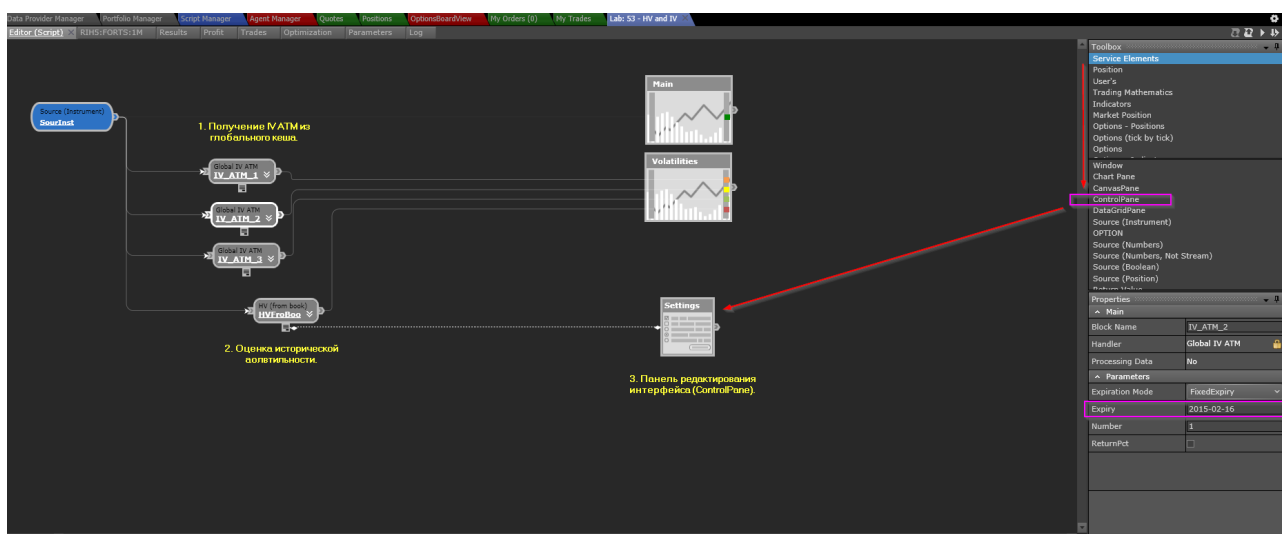 Data Provider Manager
Portfolio Manager
Script Manager
Agent Manager
Quotes
Positions
OptionsBoardView
My Orders (0)
My Trades
Lab: 53 - HV and IV
Editor (Script)
RIH5:FORTS:1M
Results
Profit
Trades
Optimization
Parameters
Log
Source (Instrument)
SourInst
1. Получение IV ATM из
глобального кеша.
Global IV ATM
IV_ATM_1
Global IV ATM
IV_ATM_2
Global IV ATM
IV_ATM_3
HV (from book)
HVFroBoo
2. Оценка исторической
волатильности.
Main
Volatilities
Settings
3. Панель редактирования
интерфейса (ControlPane).
Toolbox
Service Elements
Position
User's
Trading Mathematics
Indicators
Market Position
Options - Positions
Options (tick by tick)
Options
Window
Chart Pane
CanvasPane
ControlPane
DataGridPane
Source (Instrument)
OPTION
Source (Numbers)
Source (Numbers, Not Stream)
Source (Boolean)
Source (Position)
Return Value
Properties
Main
Block Name
IV_ATM_2
Handler
Global IV ATM
Processing Data
No
Parameters
Expiration Mode
FixedExpiry
Expiry
2015-02-16
Number
1
ReturnPct